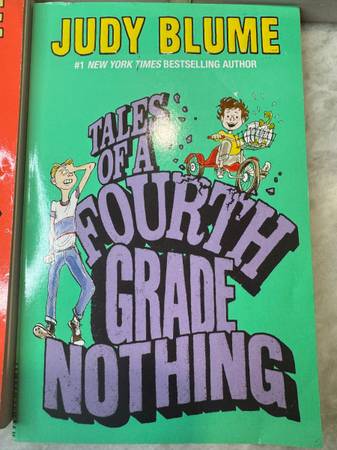 JUDY BLUME
#1 NEW YORK TIMES BESTSELLING AUTHOR
TALES
OF A
FOURTH
GRADE
NOTHING